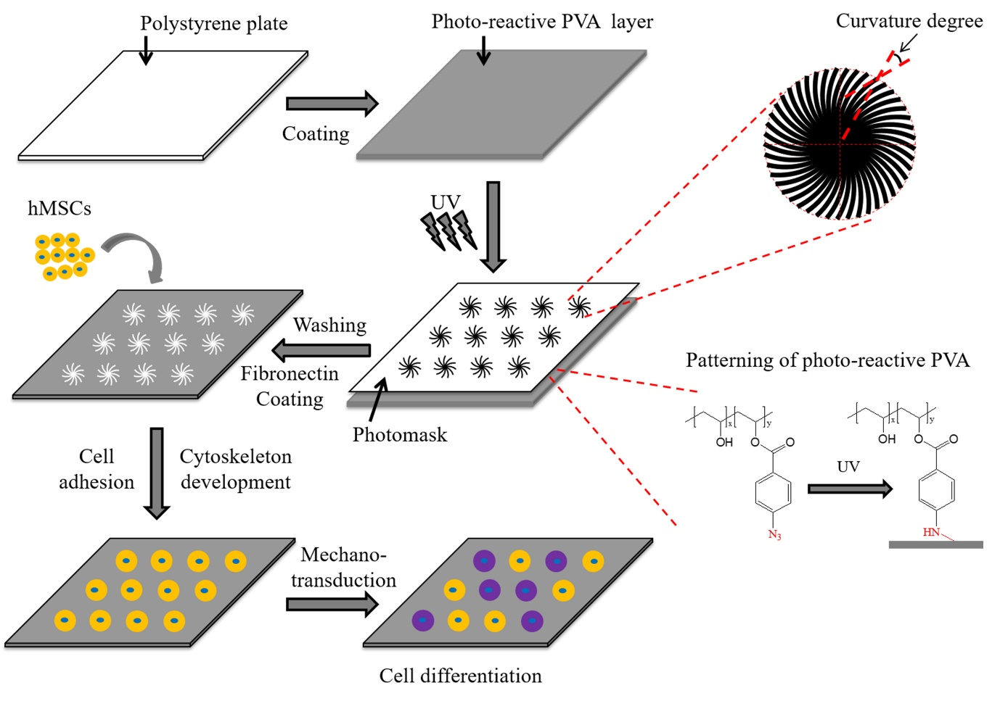 Polystyrene plate
Photo-reactive PVA layer
Curvature degree
Coating
UV
hMSCs
Washing
Fibronectin
Coating
Photomask
Patterning of photo-reactive PVA
x
y
OH
O
O
N3
UV
x
y
OH
O
O
HN
Cell
adhesion
Cytoskeleton
development
Mechano-
transduction
Cell differentiation